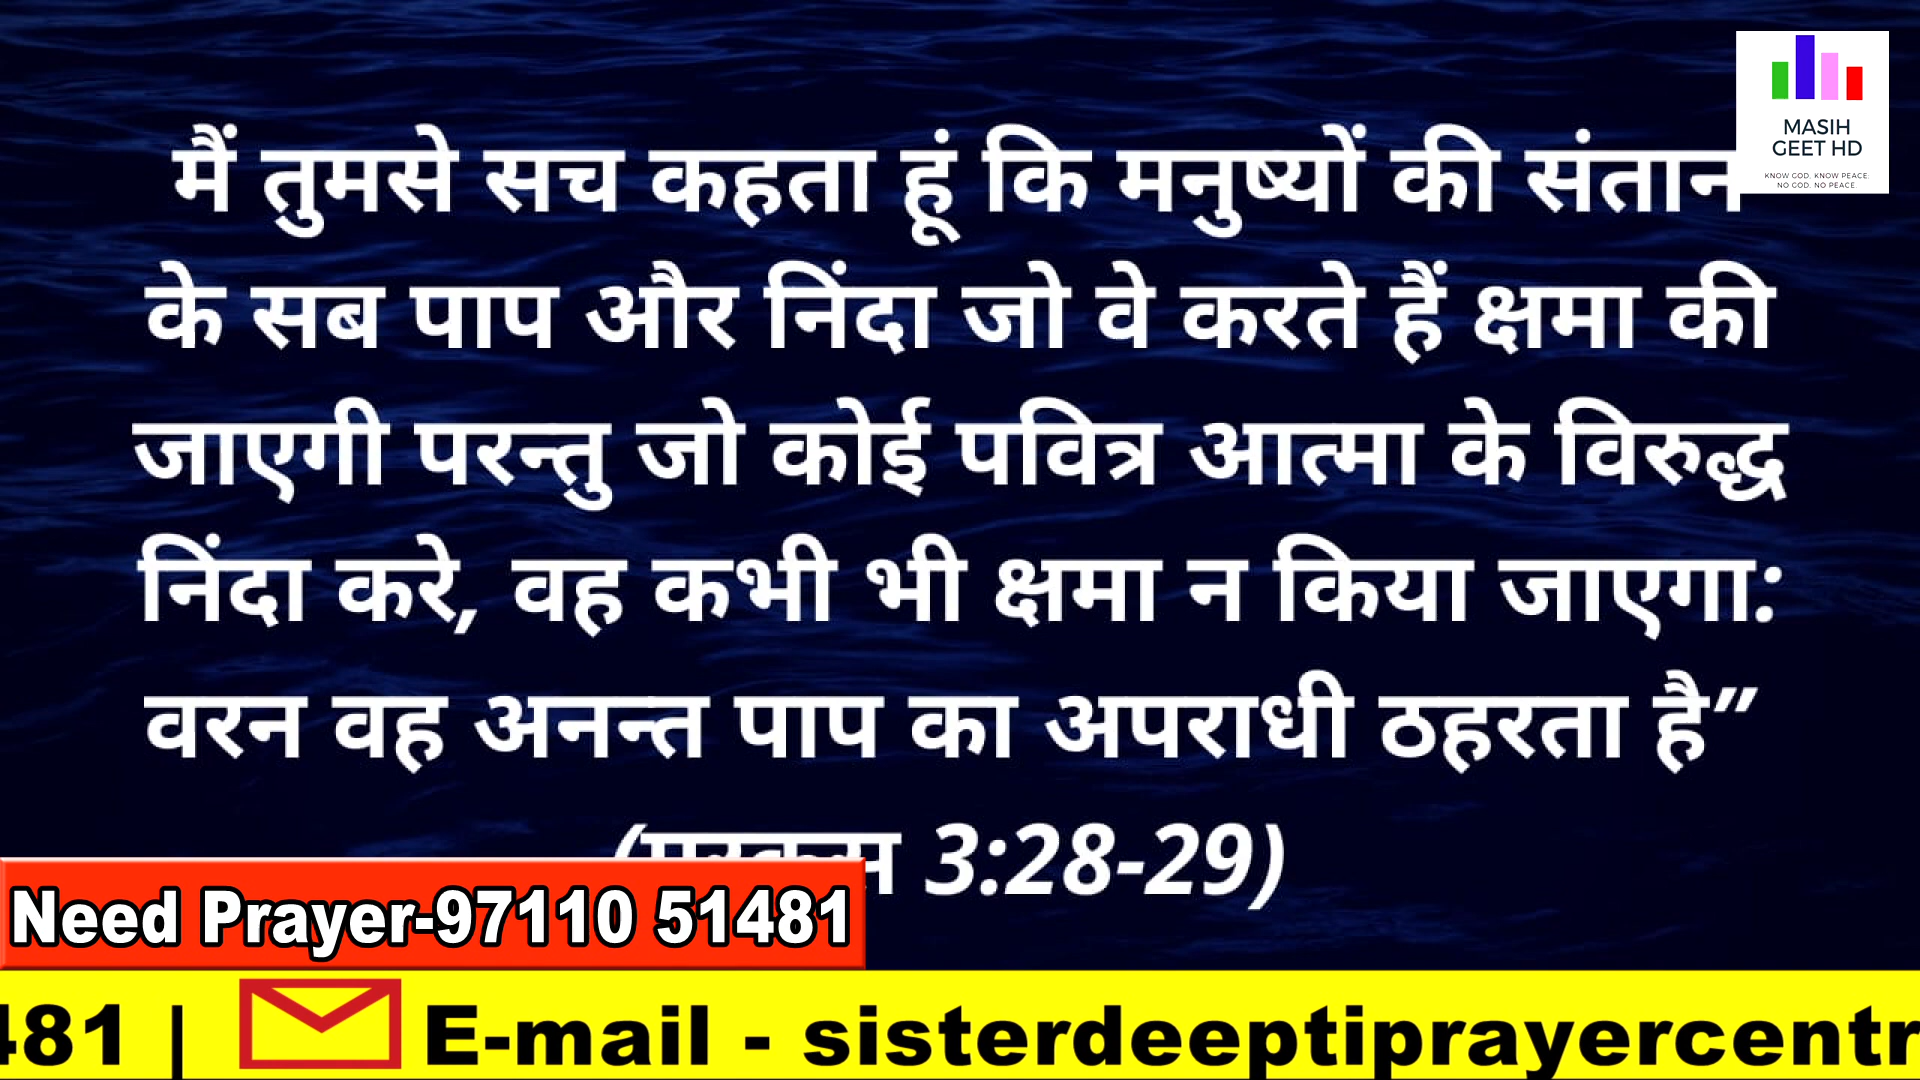 मैं तुमसे सच कहता हूं कि मनुष्यों की संतान
के सब पाप और निंदा जो वे करते हैं क्षमा की
जाएगी परन्तु जो कोई पवित्र आत्मा के विरुद्ध
निंदा करे, वह कभी भी क्षमा न किया जाएगा:
वरन वह अनन्त पाप का अपराधी ठहरता है”
3:28-29)
MASIH
GEET HD
KNOW GOD. KNOW PEACE.
NO GOD. NO PEACE.
Need Prayer-97110 51481
481 | E-mail - sisterdeeptiprayercentr